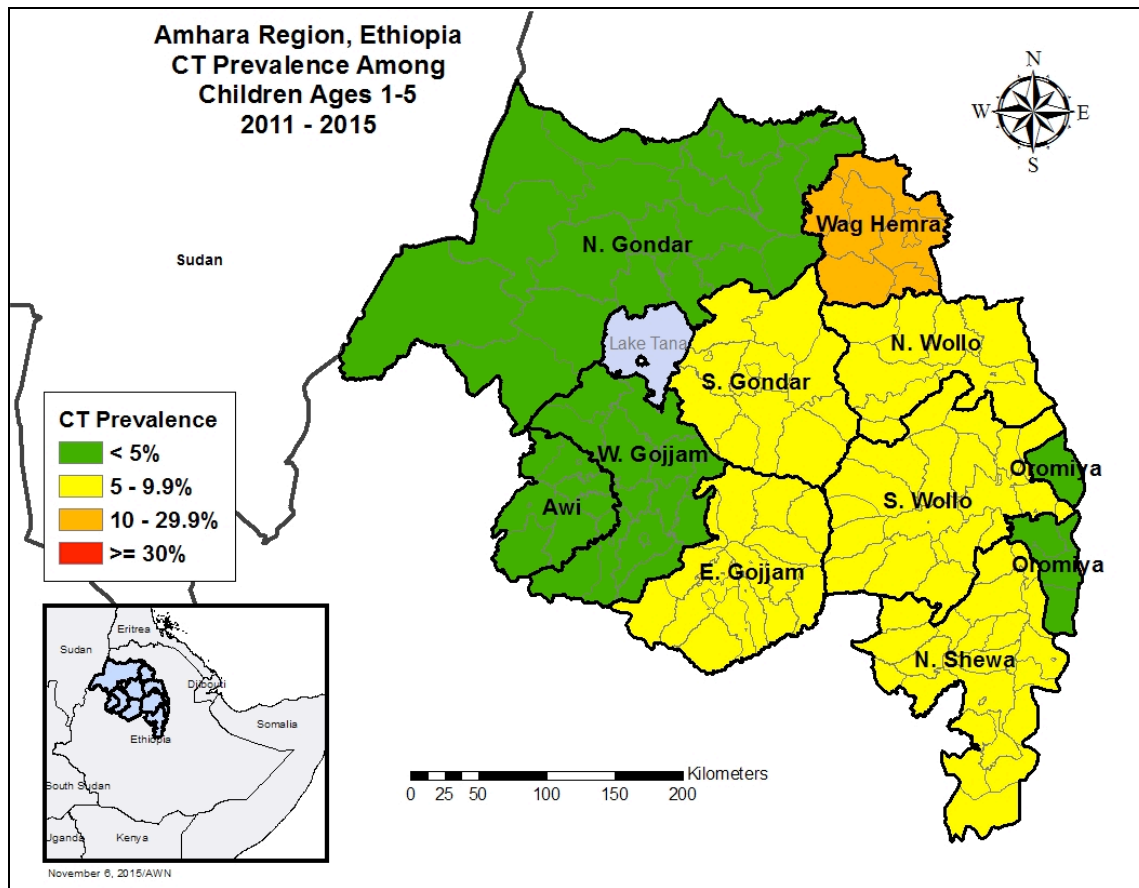 Amhara Region, Ethiopia
CT Prevalence Among
Children Ages 1-5
2011 - 2015
N
W
E
S
Wag Hemra
N. Gondar
Sudan
Lake Tana
N. Wollo
S. Gondar
W. Gojjam
Oromiya
Awi
S. Wollo
Oromiya
E. Gojjam
N. Shewa
CT Prevalence
< 5%
5 - 9.9%
10 - 29.9%
>= 30%
Eritrea
Sudan
Djibouti
Somalia
Ethiopia
South Sudan
Uganda
Kenya
Kilometers
0 25 50 100 150 200
November 6, 2015/AWN